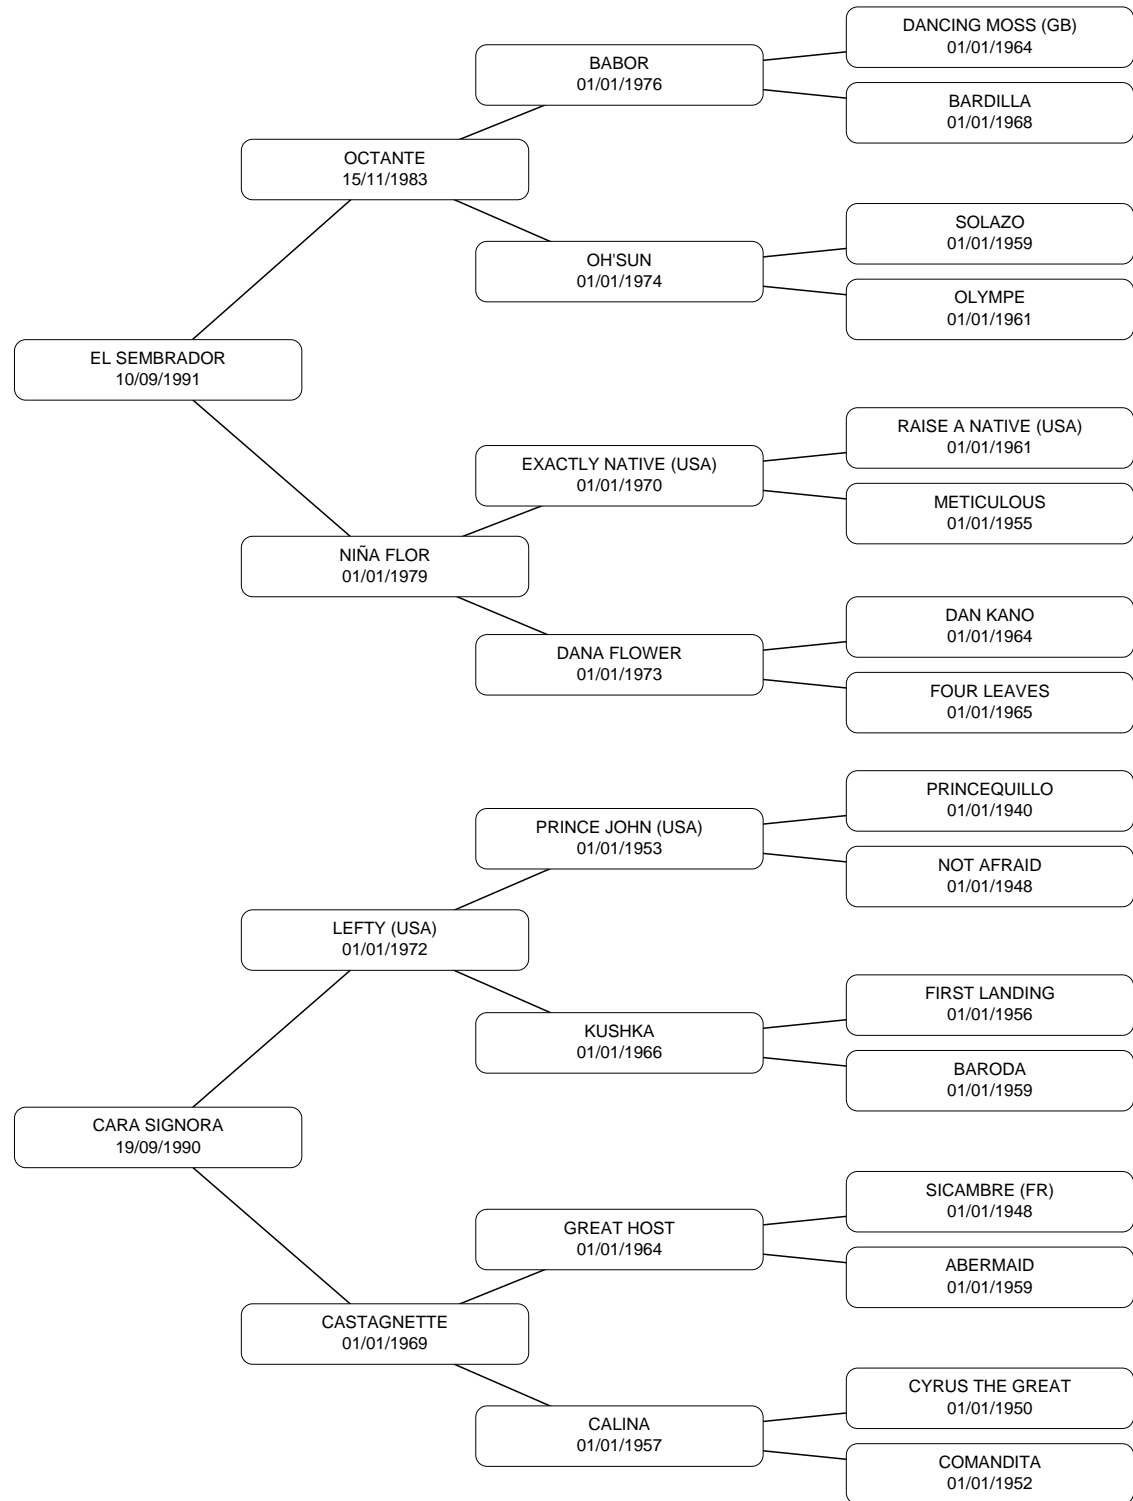 DANCING MOSS (GB)
01/01/1964
BABOR
01/01/1976
BARDILLA
01/01/1968
OCTANTE
15/11/1983
SOLAZO
01/01/1959
OH'SUN
01/01/1974
OLYMPE
01/01/1961
EL SEMBRADOR
10/09/1991
RAISE A NATIVE (USA)
01/01/1961
EXACTLY NATIVE (USA)
01/01/1970
METICULOUS
01/01/1955
NIÑA FLOR
01/01/1979
DAN KANO
01/01/1964
DANA FLOWER
01/01/1973
FOUR LEAVES
01/01/1965
PRINCEQUILLO
01/01/1940
PRINCE JOHN (USA)
01/01/1953
NOT AFRAID
01/01/1948
LEFTY (USA)
01/01/1972
FIRST LANDING
01/01/1956
KUSHKA
01/01/1966
BARODA
01/01/1959
CARA SIGNORA
19/09/1990
SICAMBRE (FR)
01/01/1948
GREAT HOST
01/01/1964
ABERMAID
01/01/1959
CASTAGNETTE
01/01/1969
CYRUS THE GREAT
01/01/1950
CALINA
01/01/1957
COMANDITA
01/01/1952